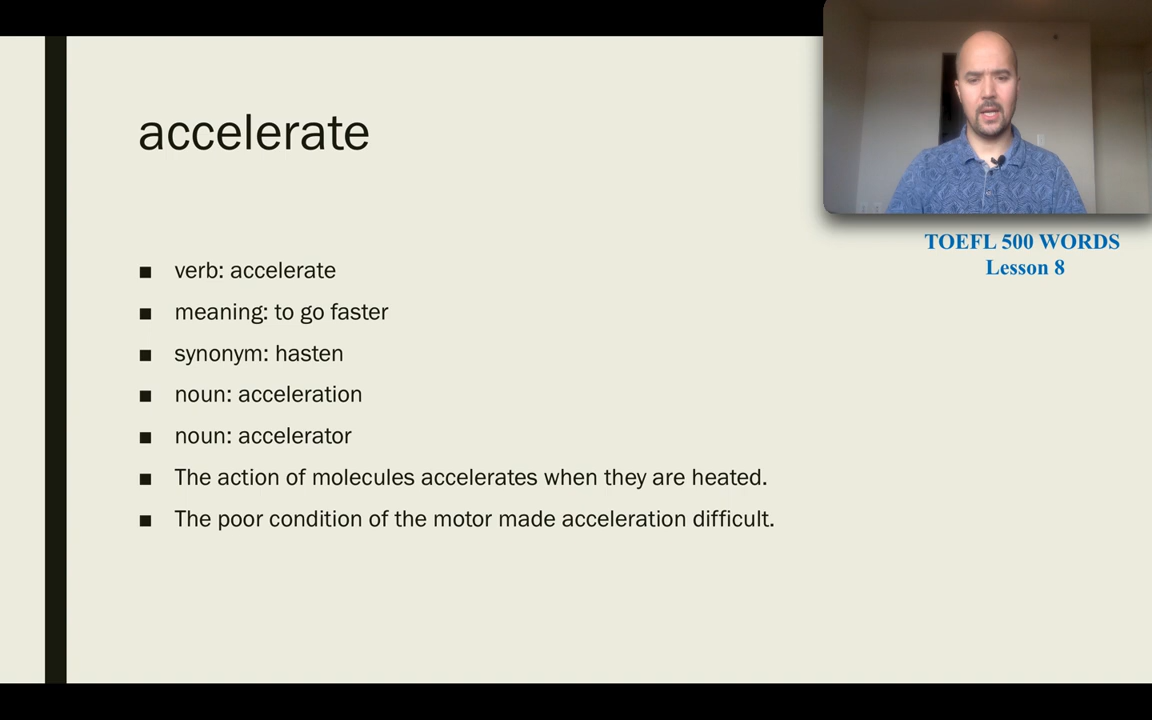 accelerate
TOEFL 500 WORDS
Lesson 8
■ verb: accelerate
■ meaning: to go faster
■ synonym: hasten
■ noun: acceleration
■ noun: accelerator
■ The action of molecules accelerates when they are heated.
■ The poor condition of the motor made acceleration difficult.